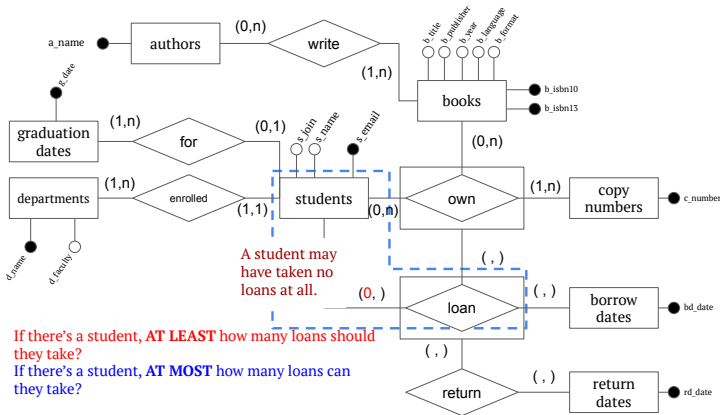 b_title
b_publisher
b_year
b_language
b_format
(0,n)
a_name
authors
write
g_date
(1,n)
books
b_isbn10
b_isbn13
graduation
dates
(1,n)
for
(0,1)
s_join
s_name
s_email
(0,n)
departments
(1,n)
enrolled
(1,1)
students
(0,n)
own
(1,n)
copy
numbers
c_number
d_name
d_faculty
A student may
have taken no
loans at all.
( , )
(0, )
loan
( , )
borrow
dates
bd_date
If there's a student, AT LEAST how many loans should
they take?
If there's a student, AT MOST how many loans can
they take?
( , )
return
( , )
return
dates
rd_date